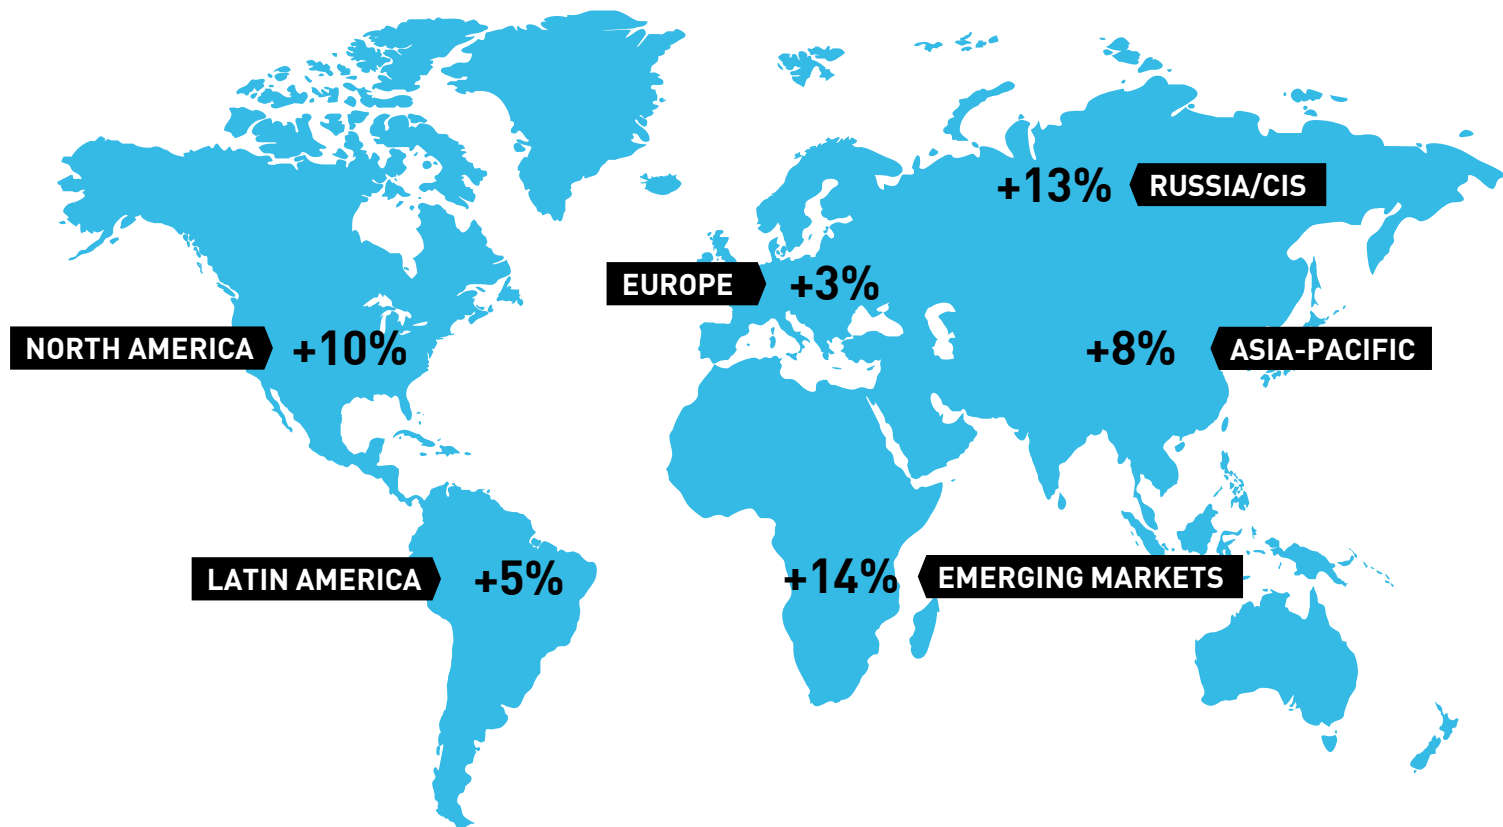 +13% RUSSIA/CIS
EUROPE +3%
NORTH AMERICA +10%
+8% ASIA-PACIFIC
LATIN AMERICA +5%
+14% EMERGING MARKETS